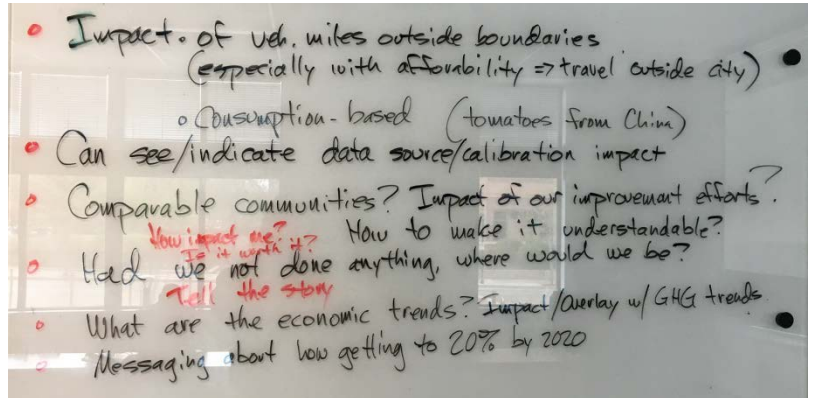 • Impact. of veh. miles outside boundaries
(especially with afforability => travel outside city)
o Consumption-based (tomatoes from China)
• Can see/indicate data source/calibration impact
• Comparable communities? Impact of our improvement efforts?
How impact me? How to make it understandable?
Is it worth it?
• Had we not done anything, where would we be?
Tell the story
• What are the economic trends? Impact/Overlay w/ GHG trends
• Messaging about how getting to 20% by 2020